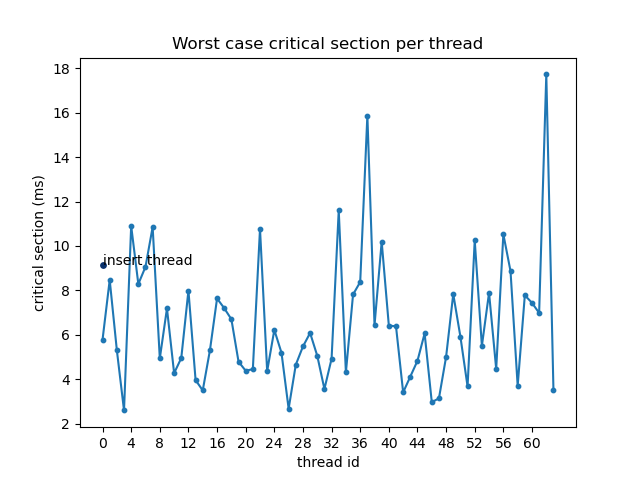 Worst case critical section per thread
critical section (ms)
18
16
14
12
10
8
6
4
2
insert thread
0 4 8 12 16 20 24 28 32 36 40 44 48 52 56 60
thread id